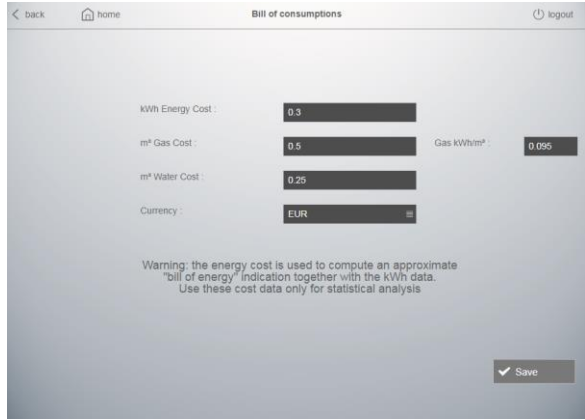 back home Bill of consumptions logout
kWh Energy Cost : 0.3
m³ Gas Cost : 0.5 Gas kWh/m³ : 0.095
m³ Water Cost : 0.25
Currency : EUR
Warning: the energy cost is used to compute an approximate
"bill of energy" indication together with the kWh data.
Use these cost data only for statistical analysis
Save